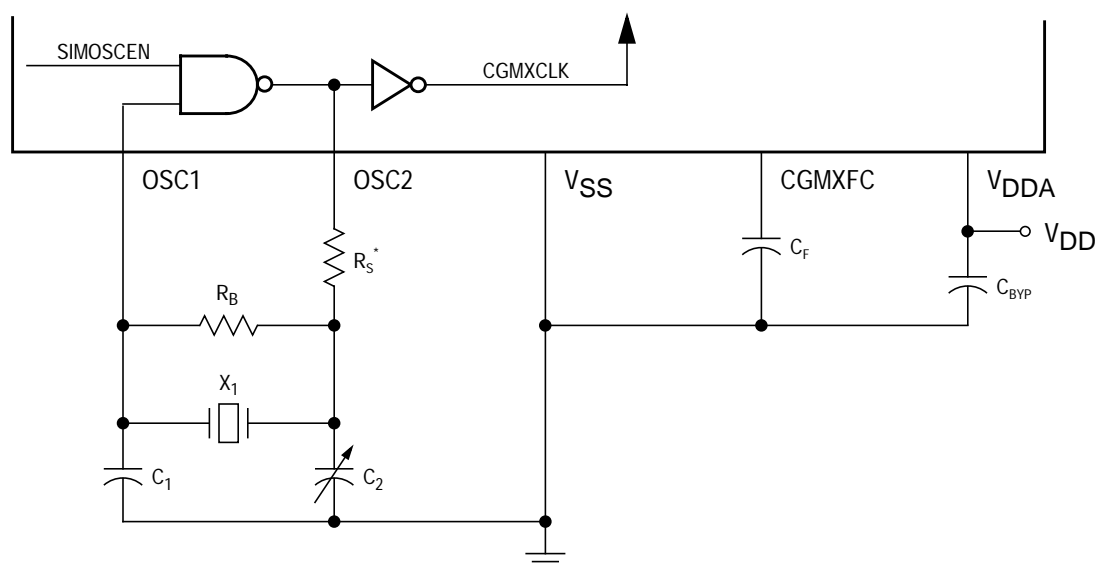 SIMOSCEN
CGMXCLK
OSC1
OSC2
VSS
CGMXFC
VDDA
VDD
RS*
CF
CBYP
RB
X1
C1
C2